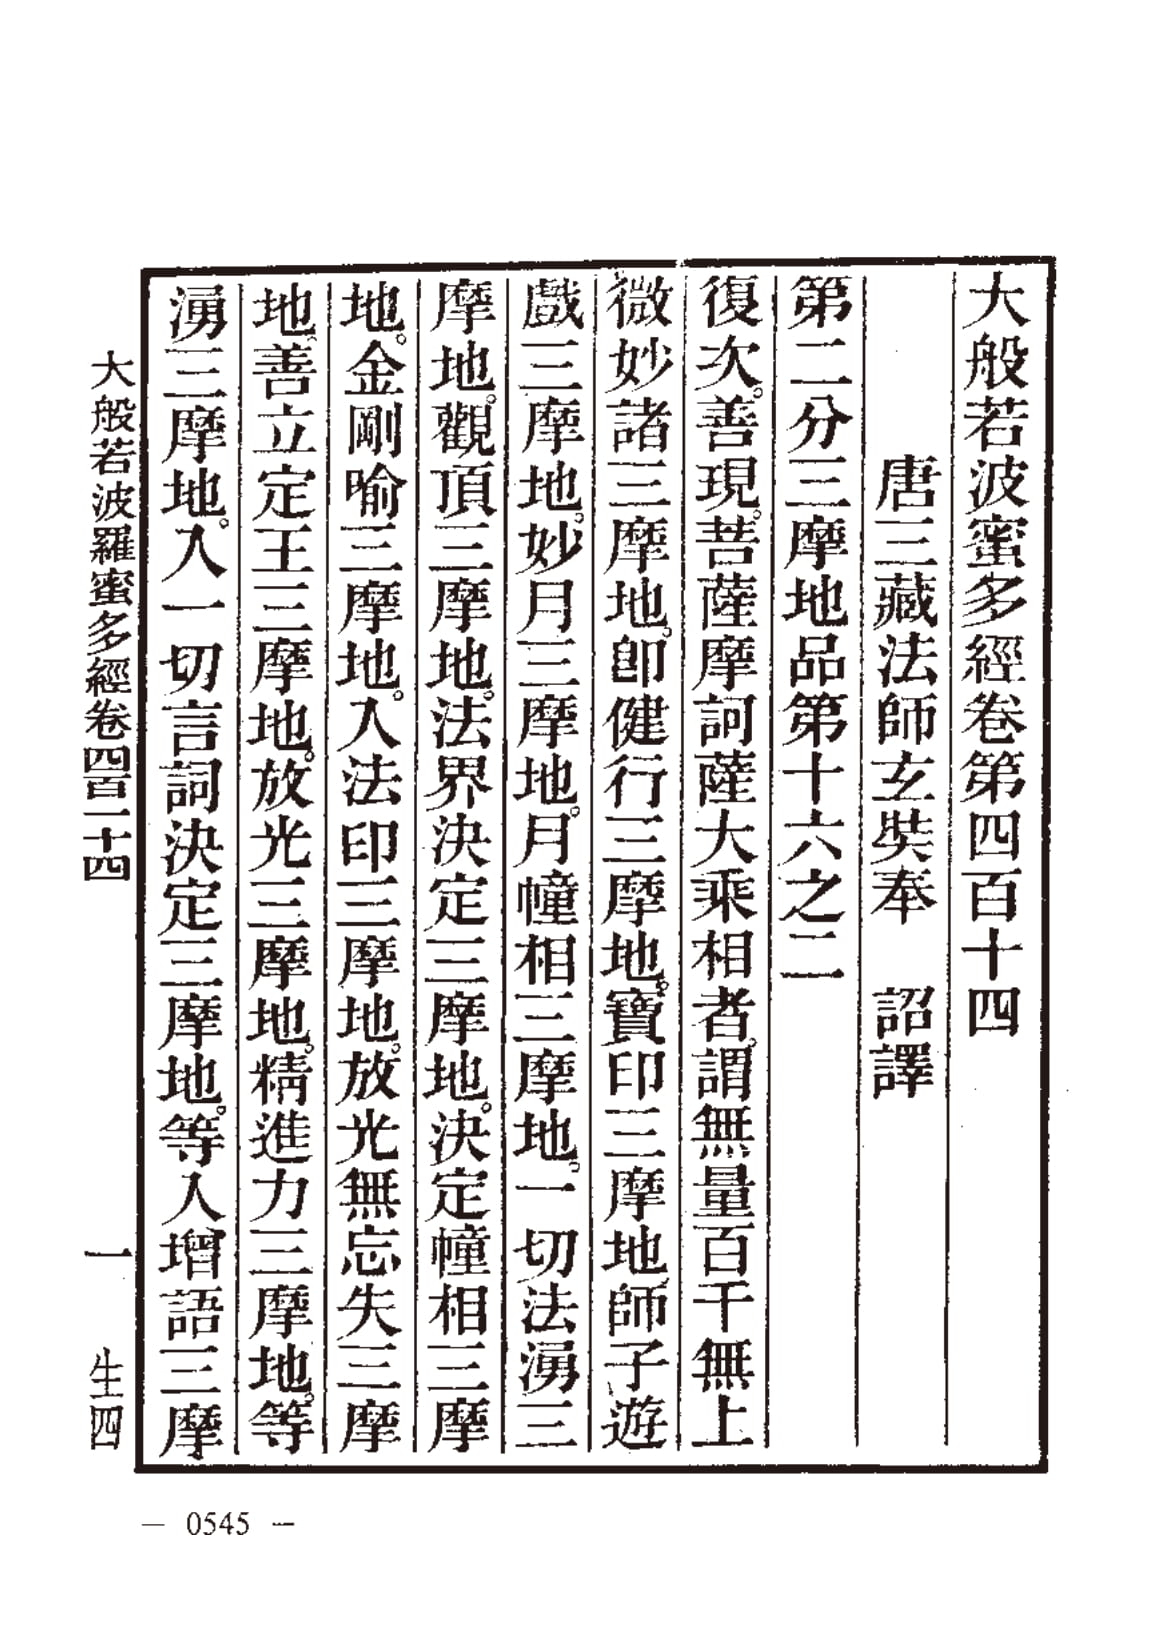 大般若波蜜多經卷第四百十四
唐三藏法師玄奘奉　詔譯
第二分三摩地品第十六之二
復次。善現。菩薩摩訶薩大乘相者。謂無量百千無上
微妙諸三摩地。卽健行三摩地。寶印三摩地師子遊
戲三摩地。妙月三摩地。月幢相三摩地。一切法湧三
摩地。觀頂三摩地。法界決定三摩地。決定幢相三摩
地。金剛喻三摩地。入法印三摩地。放光無忘失三摩
地。善立定王三摩地。放光三摩地。精進力三摩地。等
湧三摩地。入一切言詞決定三摩地。等入增語三摩
大般若波羅蜜多經卷四百一十四
一
生四
— 0545 —